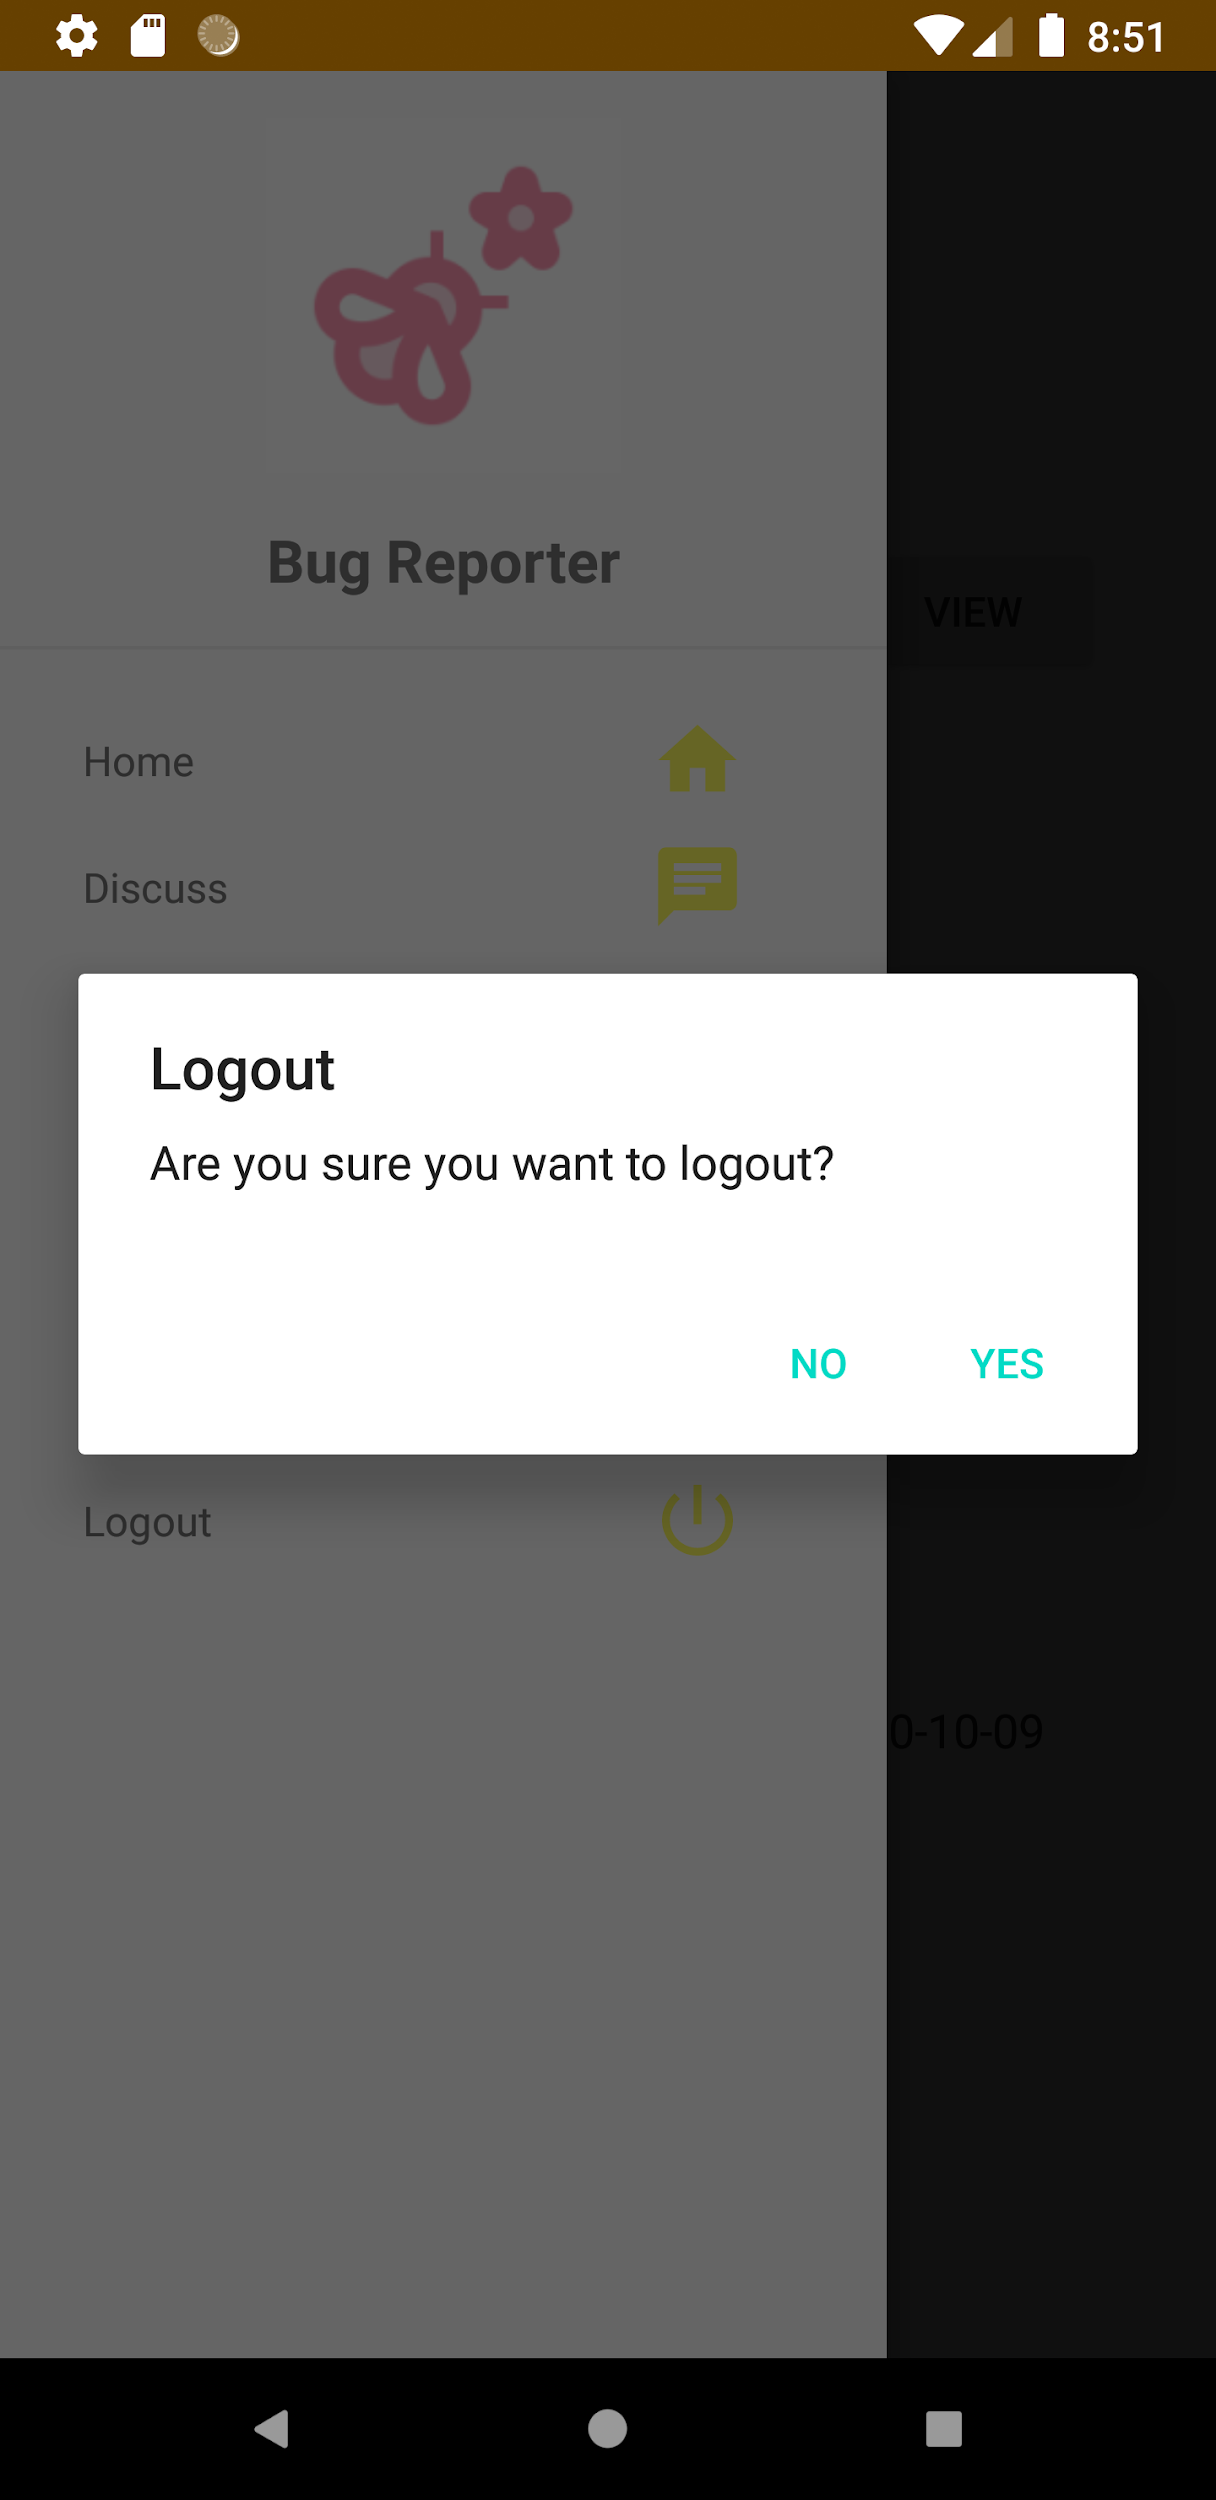 8:51
Bug Reporter
VIEW
Home
Discuss
Logout
Are you sure you want to logout?
NO YES
Logout
0-10-09